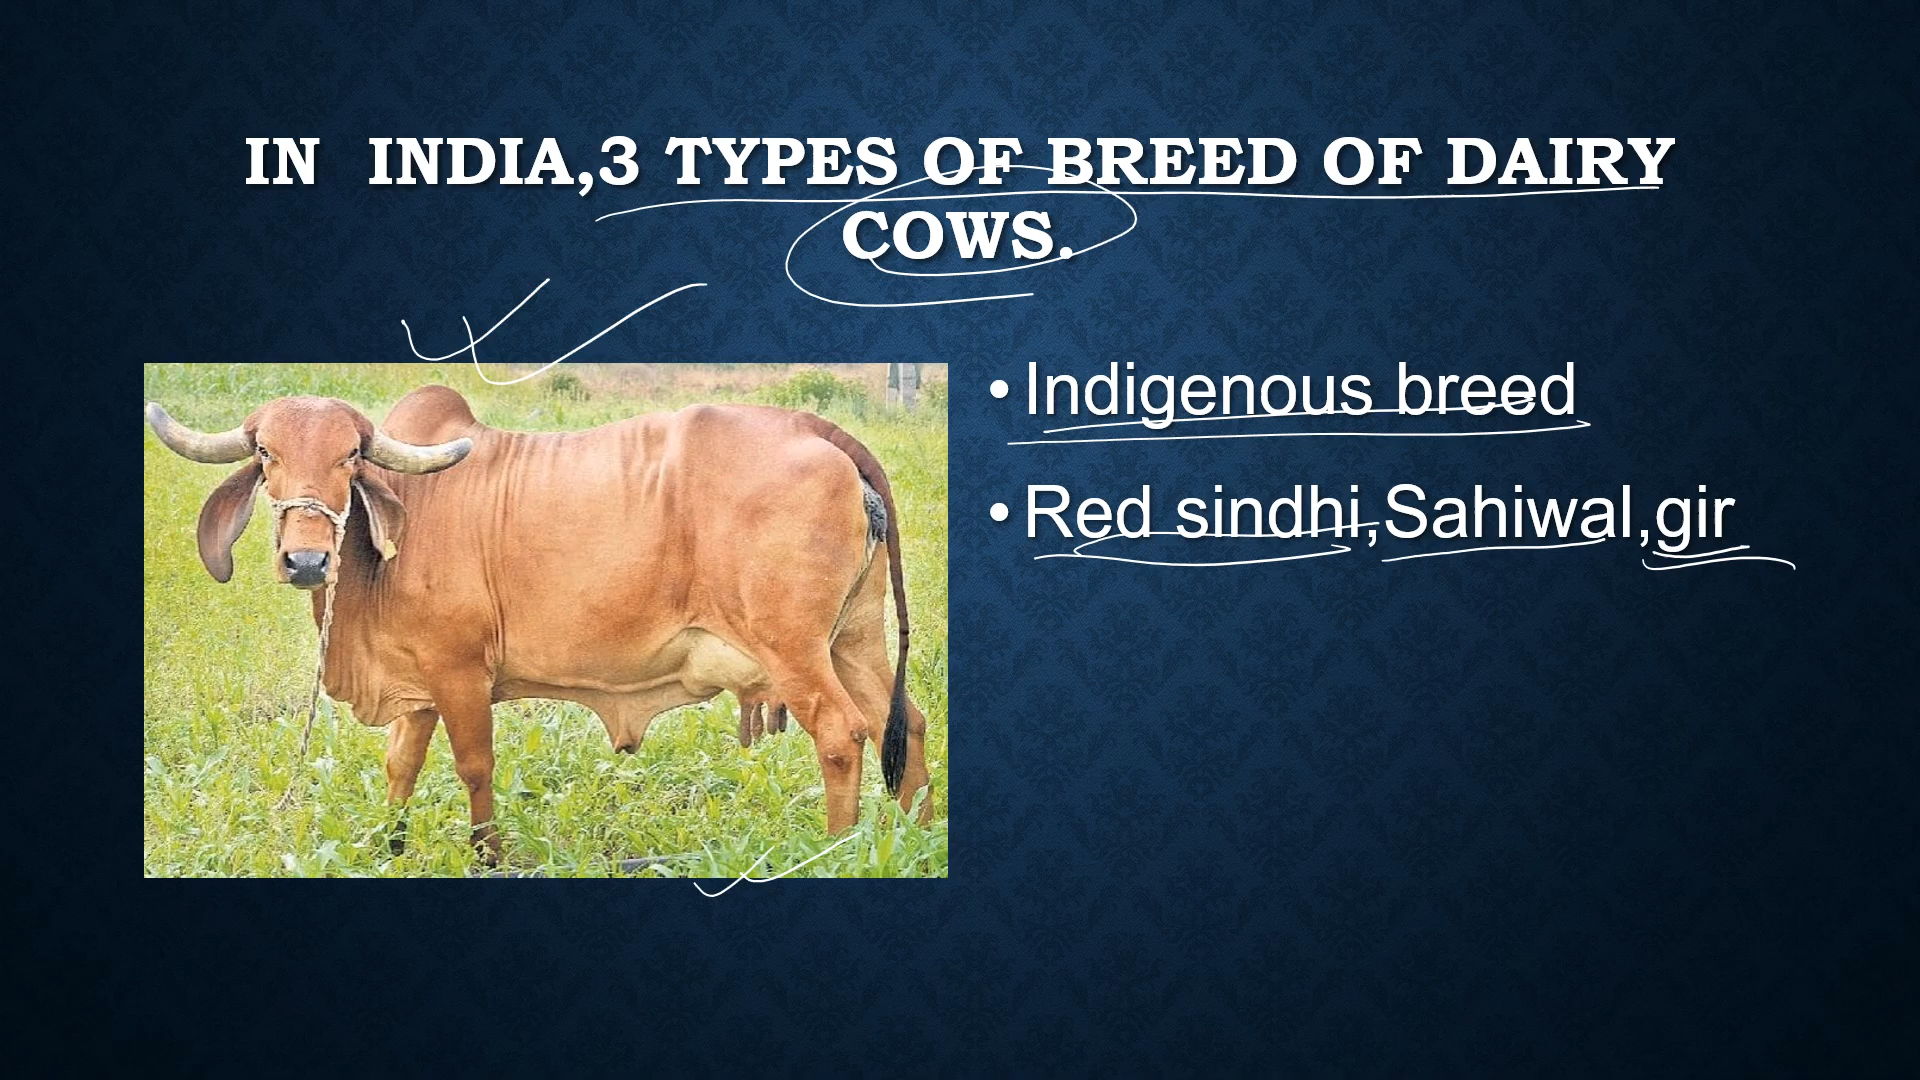 IN INDIA,3 TYPES OF BREED OF DAIRY
COWS.
• Indigenous breed
• Red sindhi,Sahiwal,gir